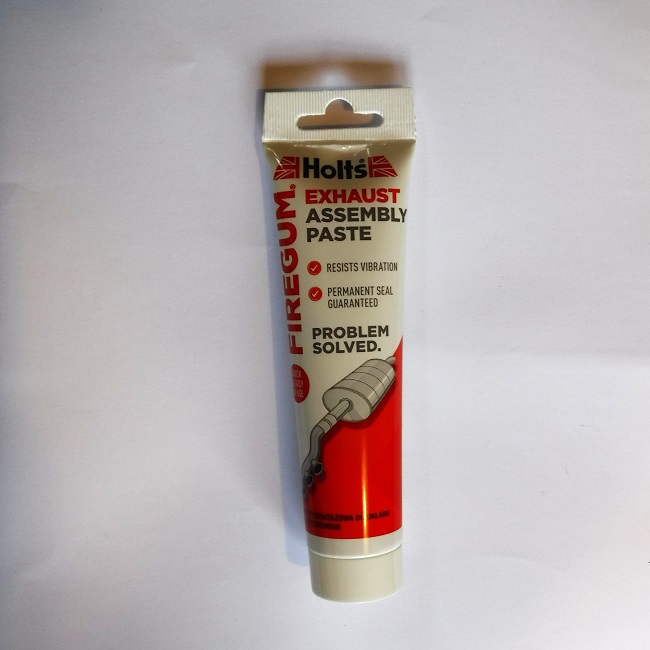 Holts
FIREGUM®
EXHAUST
ASSEMBLY
PASTE
RESISTS VIBRATION
PERMANENT SEAL
GUARANTEED
PROBLEM
SOLVED.